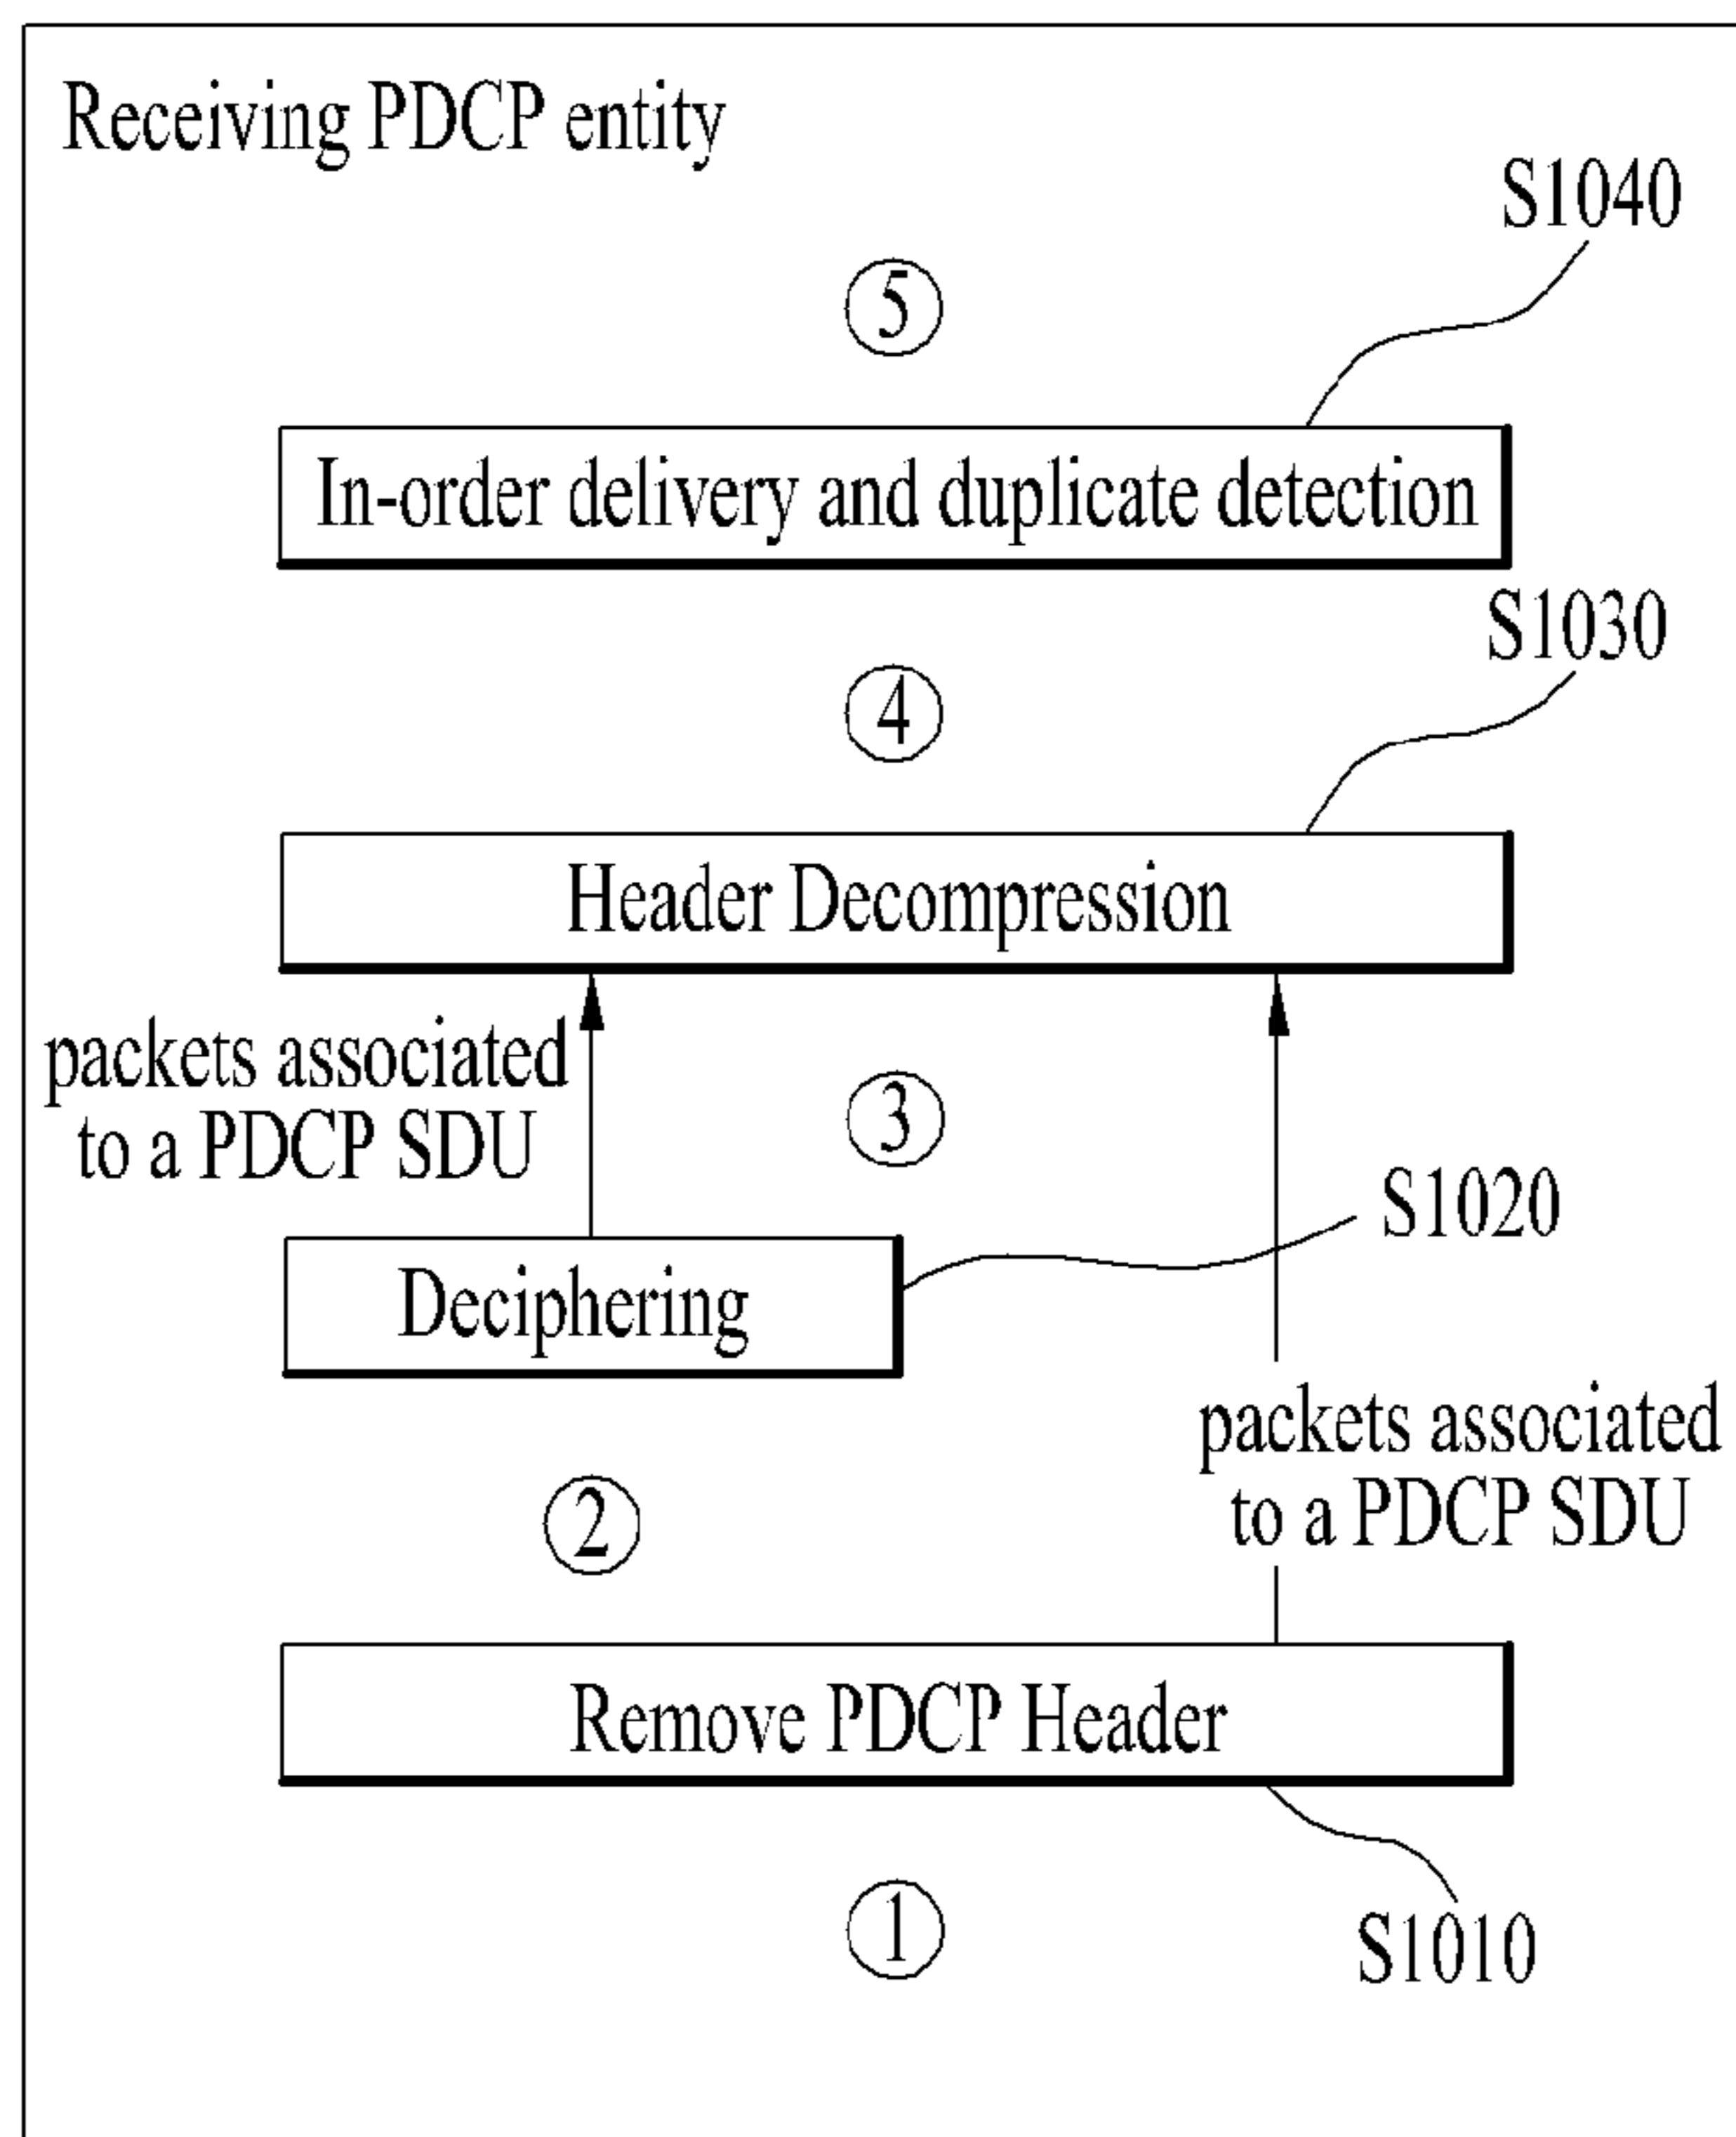 Receiving PDCP entity
S1040
⑤
In-order delivery and duplicate detection
S1030
④
Header Decompression
packets associated
to a PDCP SDU
③
S1020
Deciphering
packets associated
to a PDCP SDU
②
Remove PDCP Header
①
S1010